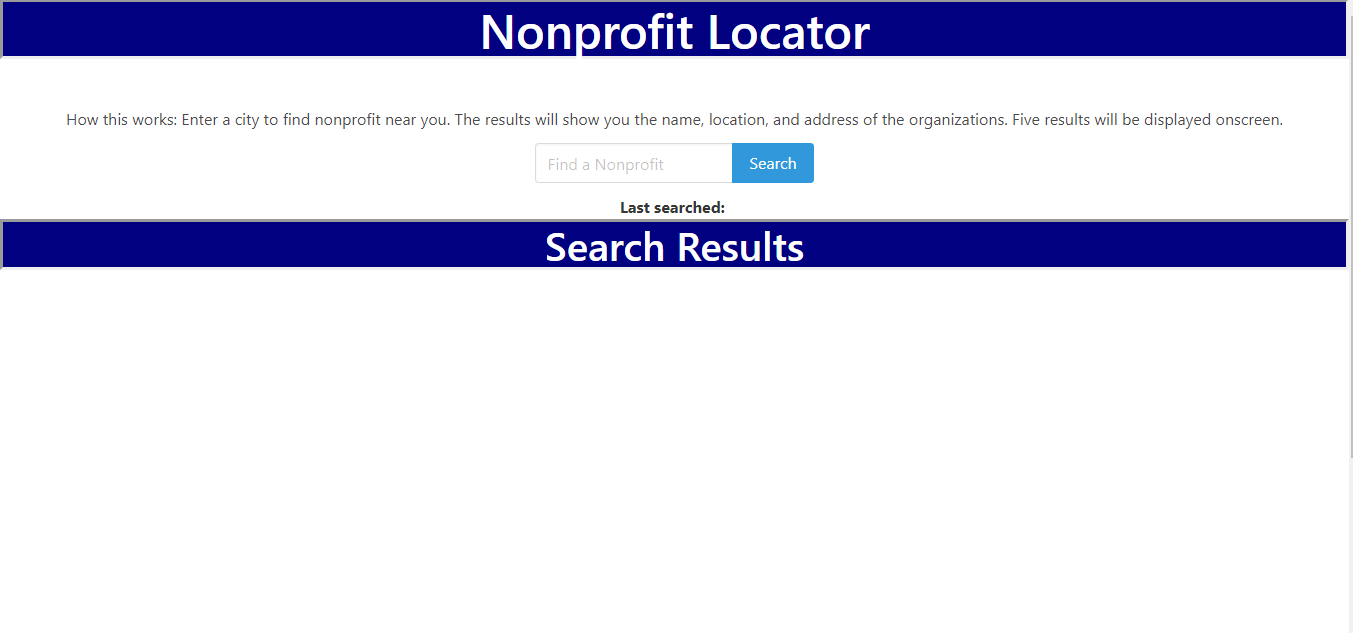 Nonprofit Locator
How this works: Enter a city to find nonprofit near you. The results will show you the name, location, and address of the organizations. Five results will be displayed onscreen.
Find a Nonprofit
Search
Last searched:
Search Results